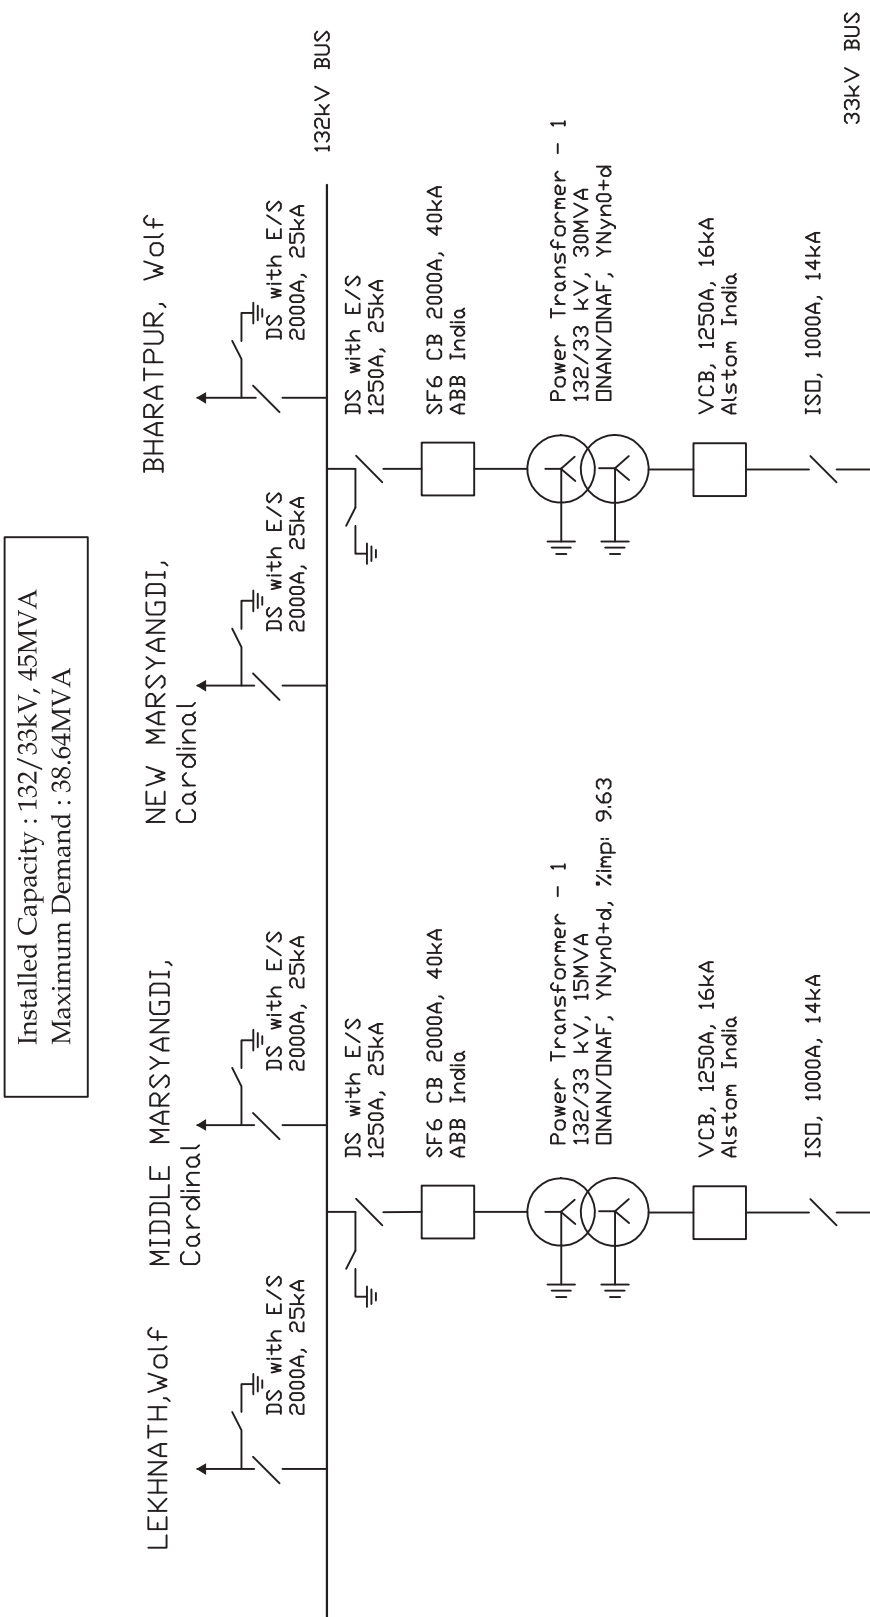 Installed Capacity : 132/33kV, 45MVA
Maximum Demand : 38.64MVA
LEKHNATH,Wolf
MIDDLE MARSYANGDI,
Cardinal
NEW MARSYANGDI,
Cardinal
BHARATPUR, Wolf
DS with E/S
2000A, 25kA
DS with E/S
2000A, 25kA
DS with E/S
2000A, 25kA
DS with E/S
2000A, 25kA
132kV BUS
DS with E/S
1250A, 25kA
DS with E/S
1250A, 25kA
SF6 CB 2000A, 40kA
ABB India
SF6 CB 2000A, 40kA
ABB India
Power Transformer - 1
132/33 kV, 15MVA
ONAN/ONAF, YNyn0+d, %imp: 9.63
Power Transformer - 1
132/33 kV, 30MVA
ONAN/ONAF, YNyn0+d
VCB, 1250A, 16kA
Alstom India
VCB, 1250A, 16kA
Alstom India
ISO, 1000A, 14kA
ISO, 1000A, 14kA
33kV BUS